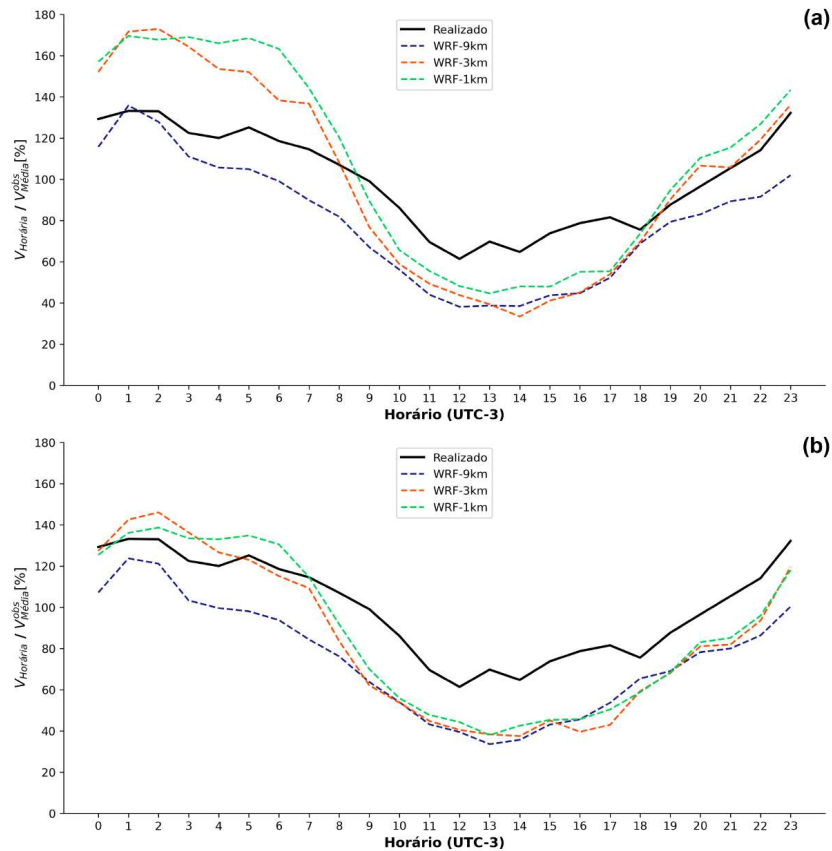 (a)
Realizado
WRF-9km
WRF-3km
WRF-1km
V_Horária / V^obs_Média [%]
180
160
140
120
100
80
60
40
20
0
0 1 2 3 4 5 6 7 8 9 10 11 12 13 14 15 16 17 18 19 20 21 22 23
Horário (UTC-3)
(b)
Realizado
WRF-9km
WRF-3km
WRF-1km
V_Horária / V^obs_Média [%]
180
160
140
120
100
80
60
40
20
0
0 1 2 3 4 5 6 7 8 9 10 11 12 13 14 15 16 17 18 19 20 21 22 23
Horário (UTC-3)